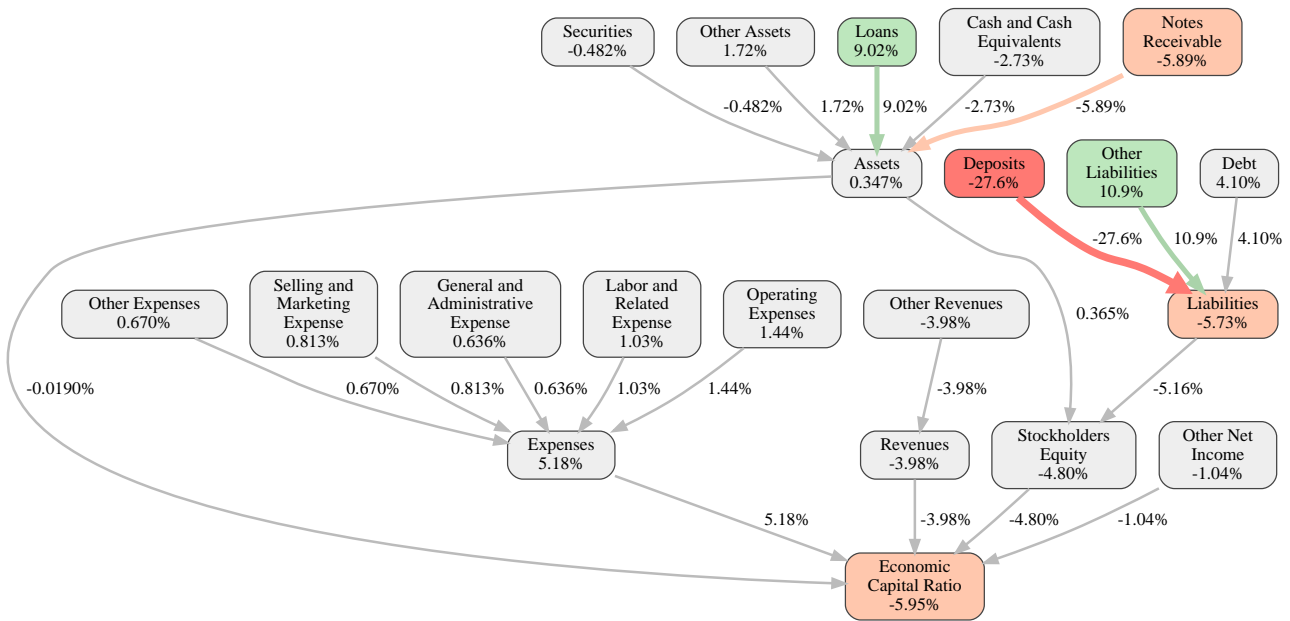 Securities
-0.482%
Other Assets
1.72%
Loans
9.02%
Cash and Cash
Equivalents
-2.73%
Notes
Receivable
-5.89%
-0.482%
1.72%
9.02%
-2.73%
-5.89%
Assets
0.347%
Deposits
-27.6%
Other
Liabilities
10.9%
Debt
4.10%
-27.6%
10.9%
4.10%
Other Expenses
0.670%
Selling and
Marketing
Expense
0.813%
General and
Administrative
Expense
0.636%
Labor and
Related
Expense
1.03%
Operating
Expenses
1.44%
Other Revenues
-3.98%
0.365%
Liabilities
-5.73%
-0.0190%
0.670%
0.813%
0.636%
1.03%
1.44%
-3.98%
-5.16%
Expenses
5.18%
Revenues
-3.98%
Stockholders
Equity
-4.80%
Other Net
Income
-1.04%
5.18%
-3.98%
-4.80%
-1.04%
Economic
Capital Ratio
-5.95%